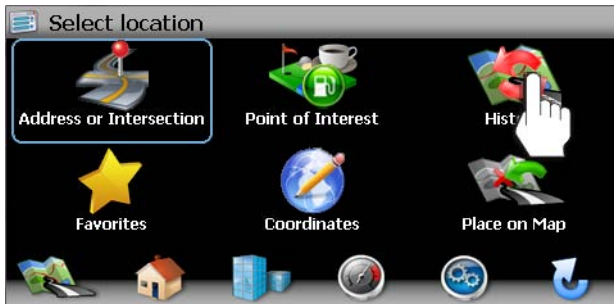 Select location
Address or Intersection
Point of Interest
Favorites
Coordinates
Place on Map